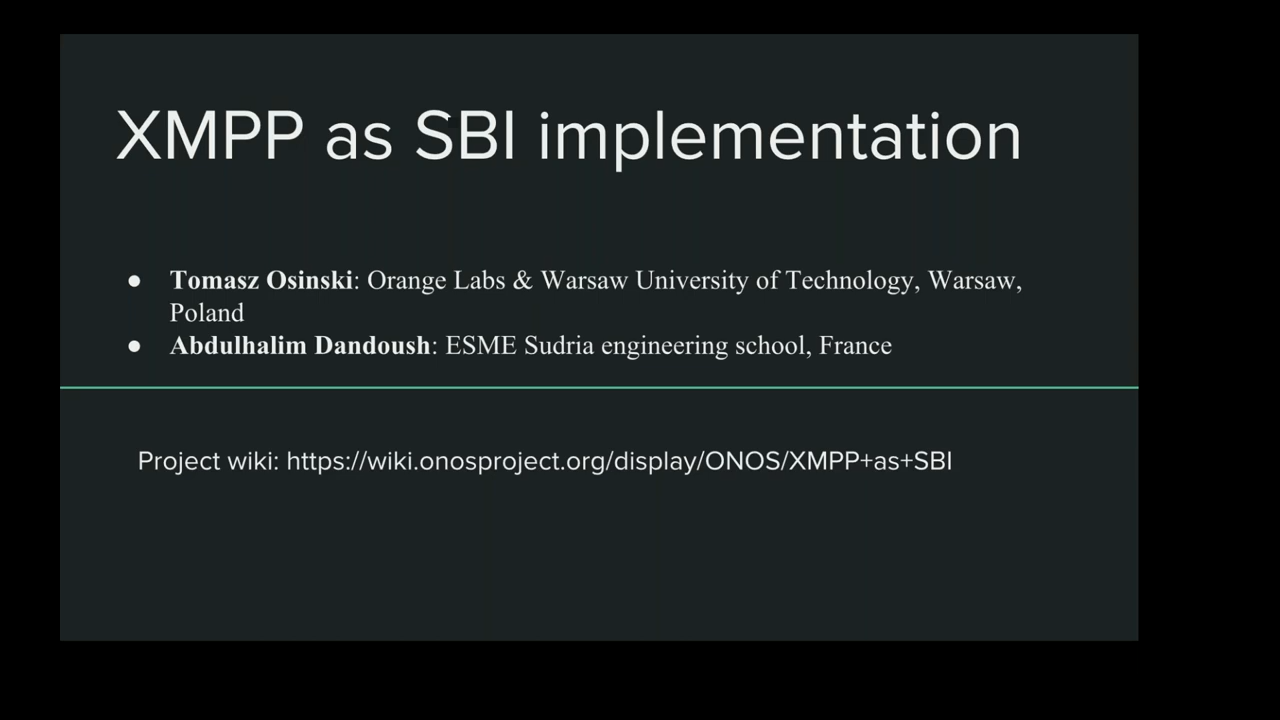 XMPP as SBI implementation
● Tomasz Osinski: Orange Labs & Warsaw University of Technology, Warsaw,
Poland
● Abdulhalim Dandoush: ESME Sudria engineering school, France
Project wiki: https://wiki.onosproject.org/display/ONOS/XMPP+as+SBI